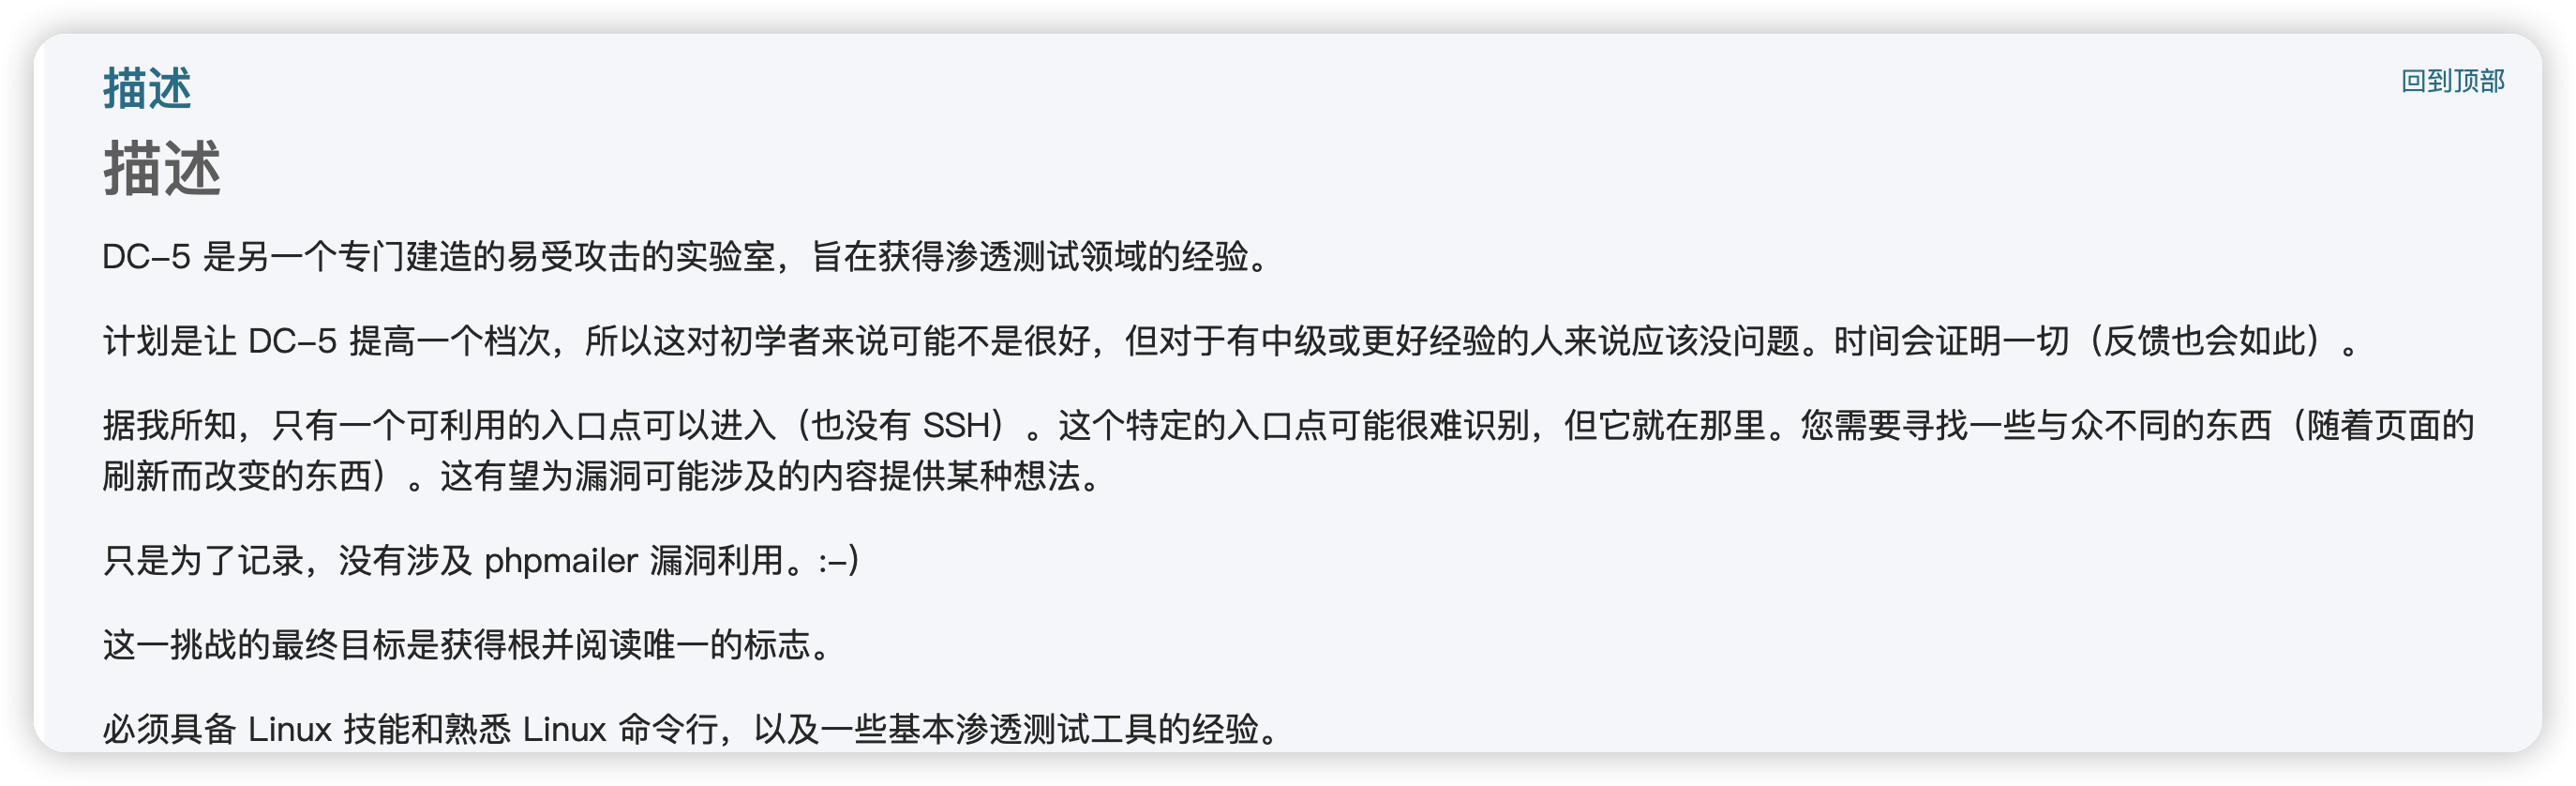 描述
回到顶部
描述
DC-5 是另一个专门建造的易受攻击的实验室，旨在获得渗透测试领域的经验。
计划是让 DC-5 提高一个档次，所以这对初学者来说可能不是很好，但对于有中级或更好经验的人来说应该没问题。时间会证明一切（反馈也会如此）。
据我所知，只有一个可利用的入口点可以进入（也没有 SSH）。这个特定的入口点可能很难识别，但它就在那里。您需要寻找一些与众不同的东西（随着页面的
刷新而改变的东西）。这有望为漏洞可能涉及的内容提供某种想法。
只是为了记录，没有涉及 phpmailer 漏洞利用。:-)
这一挑战的最终目标是获得根并阅读唯一的标志。
必须具备 Linux 技能和熟悉 Linux 命令行，以及一些基本渗透测试工具的经验。